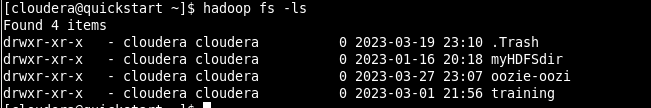 [cloudera@quickstart ~]$ hadoop fs -ls
Found 4 items
drwxr-xr-x   - cloudera cloudera          0 2023-03-19 23:10 .Trash
drwxr-xr-x   - cloudera cloudera          0 2023-01-16 20:18 myHDFSdir
drwxr-xr-x   - cloudera cloudera          0 2023-03-27 23:07 oozie-oozi
drwxr-xr-x   - cloudera cloudera          0 2023-03-01 21:56 training
[cloudera@quickstart ~]$